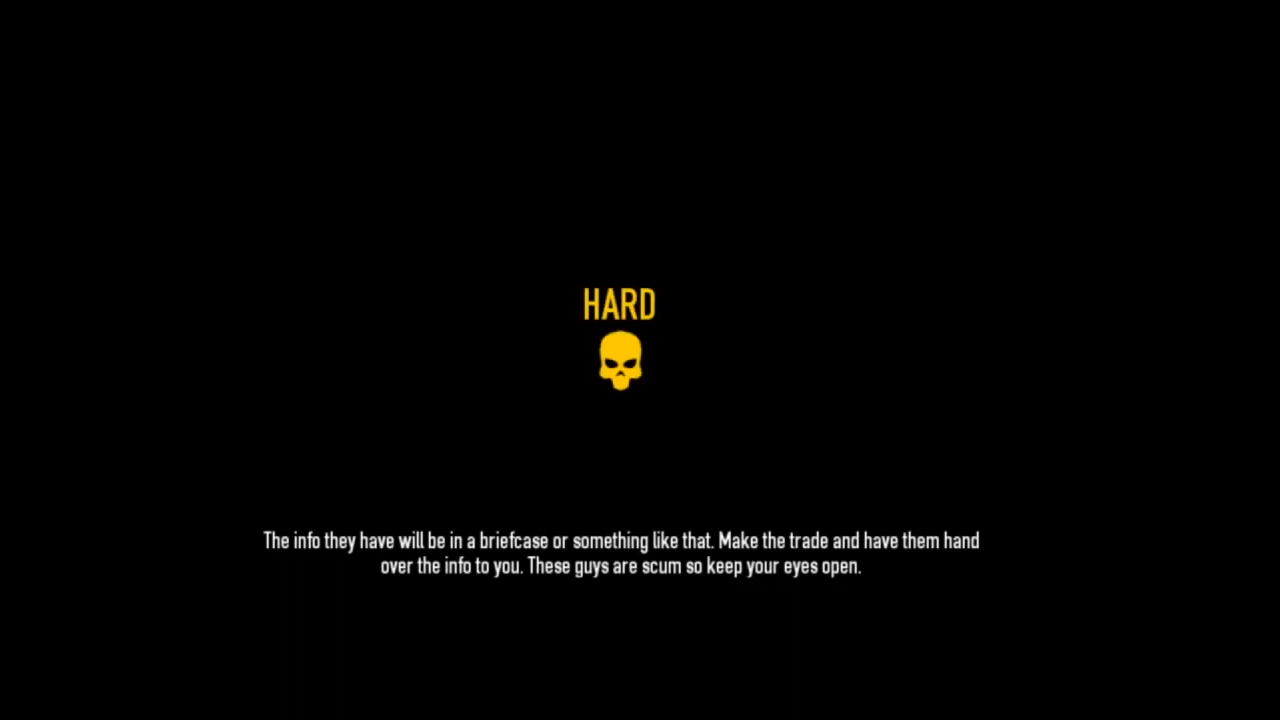 HARD
The info they have will be in a briefcase or something like that. Make the trade and have them hand
over the info to you. These guys are scum so keep your eyes open.